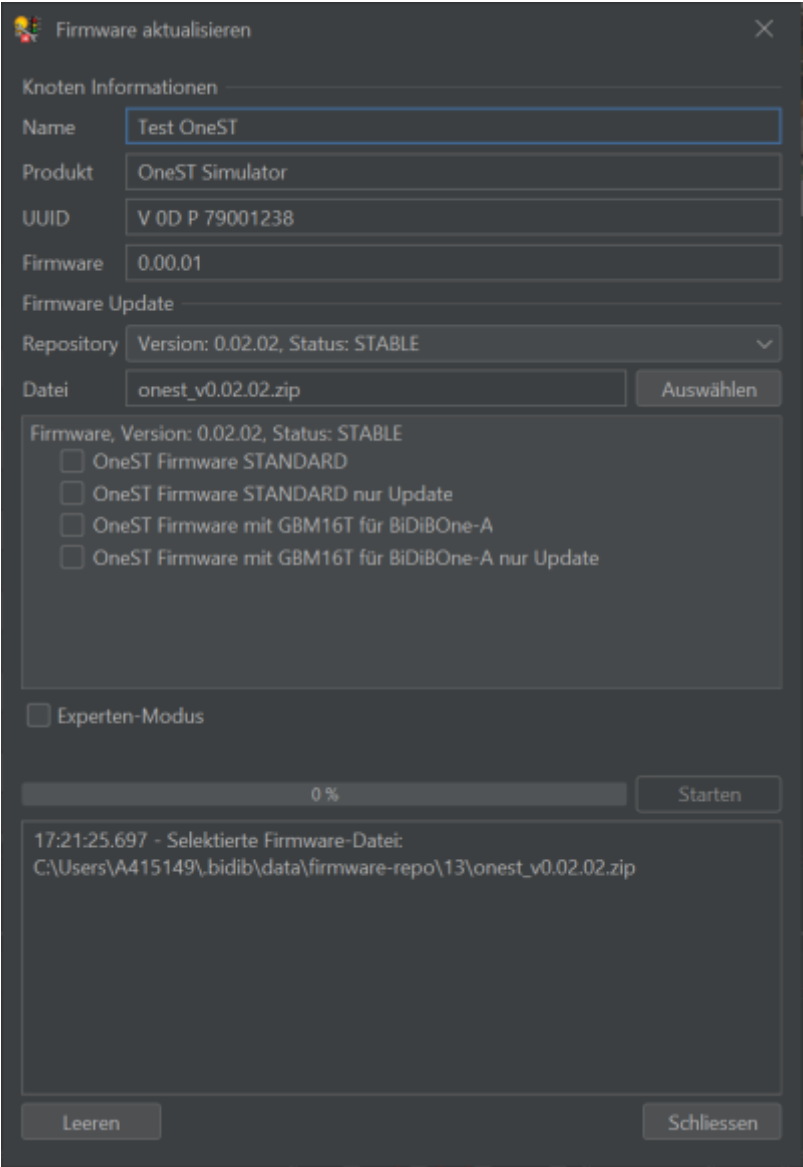 Firmware aktualisieren
Knoten Informationen
Name Test OneST
Produkt OneST Simulator
UUID V 0D P 79001238
Firmware 0.00.01
Firmware Update
Repository Version: 0.02.02, Status: STABLE
Datei onest_v0.02.02.zip Auswählen
Firmware, Version: 0.02.02, Status: STABLE
OneST Firmware STANDARD
OneST Firmware STANDARD nur Update
OneST Firmware mit GBM16T für BiDiBOne-A
OneST Firmware mit GBM16T für BiDiBOne-A nur Update
Experten-Modus
0 % Starten
17:21:25.697 - Selektierte Firmware-Datei:
C:\Users\A415149\.bidib\data\firmware-repo\13\onest_v0.02.02.zip
Leeren Schliessen